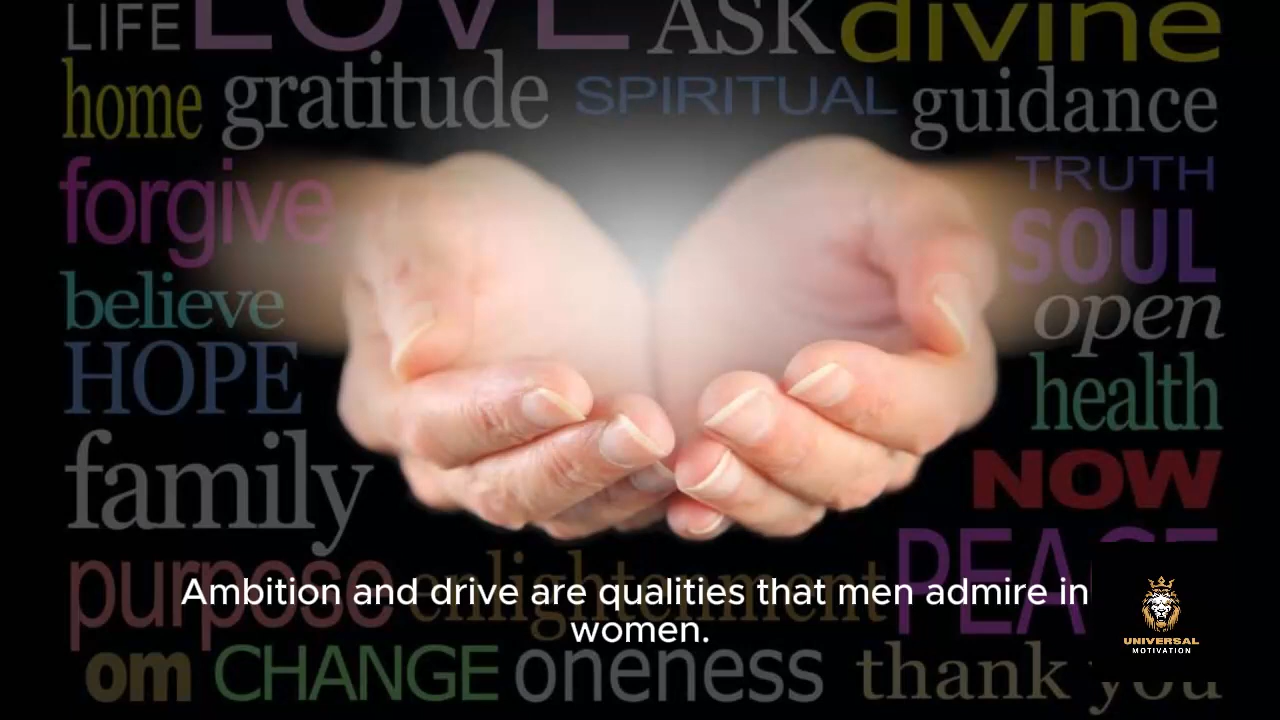 LIFE LOVE ASK divine
home gratitude SPIRITUAL guidance
forgive TRUTH
SOUL
believe open
HOPE health
family NOW
purpose enlightenment PEACE
Ambition and drive are qualities that men admire in
women.
UNIVERSAL
MOTIVATION
om CHANGE oneness thank you